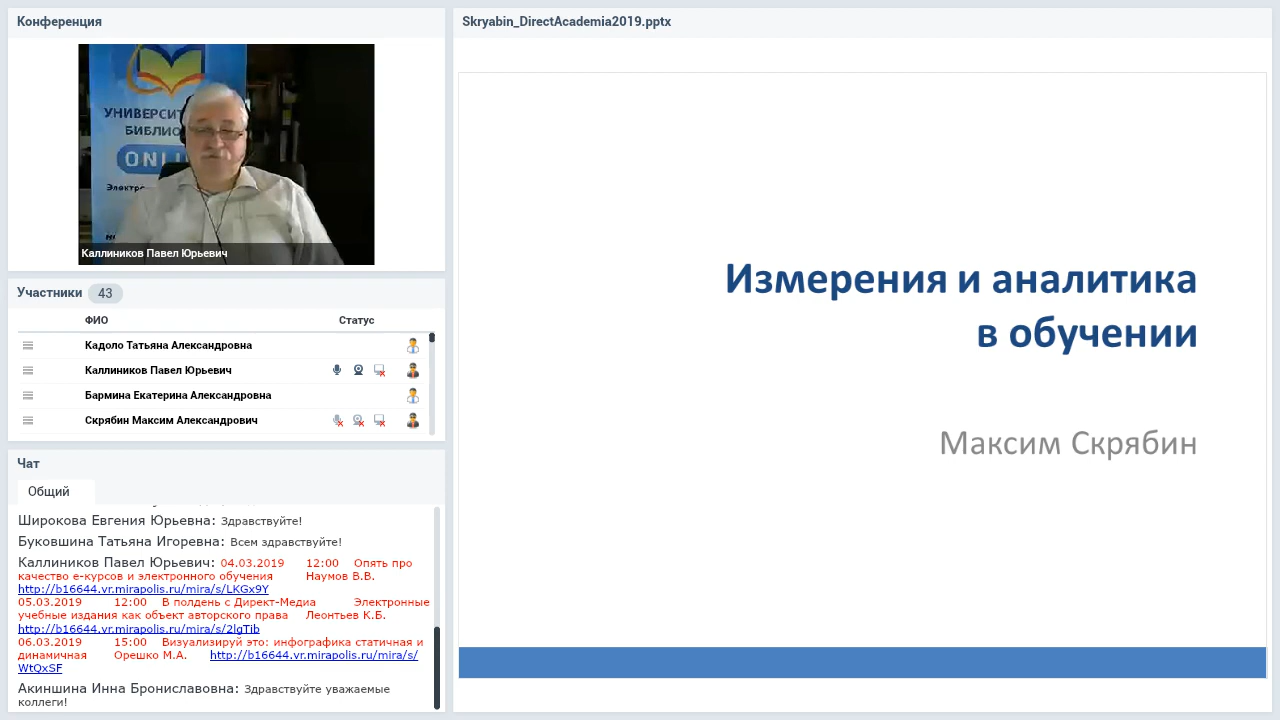 Конференция
УНИВЕРСИТ
БИБЛИО
ONLI
Электро
Каллиников Павел Юрьевич
Участники 43
ФИО Статус
Кадоло Татьяна Александровна
Каллиников Павел Юрьевич
Бармина Екатерина Александровна
Скрябин Максим Александрович
Чат
Общий
Широкова Евгения Юрьевна: Здравствуйте!
Буковшина Татьяна Игоревна: Всем здравствуйте!
Каллиников Павел Юрьевич: 04.03.2019 12:00 Опять про
качество е-курсов и электронного обучения Наумов В.В.
http://b16644.vr.mirapolis.ru/mira/s/LKGx9Y
05.03.2019 12:00 В полдень с Директ-Медиа Электронные
учебные издания как объект авторского права Леонтьев К.Б.
http://b16644.vr.mirapolis.ru/mira/s/2lgTib
06.03.2019 15:00 Визуализируй это: инфографика статичная и
динамичная Орешко М.А. http://b16644.vr.mirapolis.ru/mira/s/
WtQxSF
Акиншина Инна Брониславовна: Здравствуйте уважаемые
коллеги!
Skryabin_DirectAcademia2019.pptx
Измерения и аналитика
в обучении
Максим Скрябин